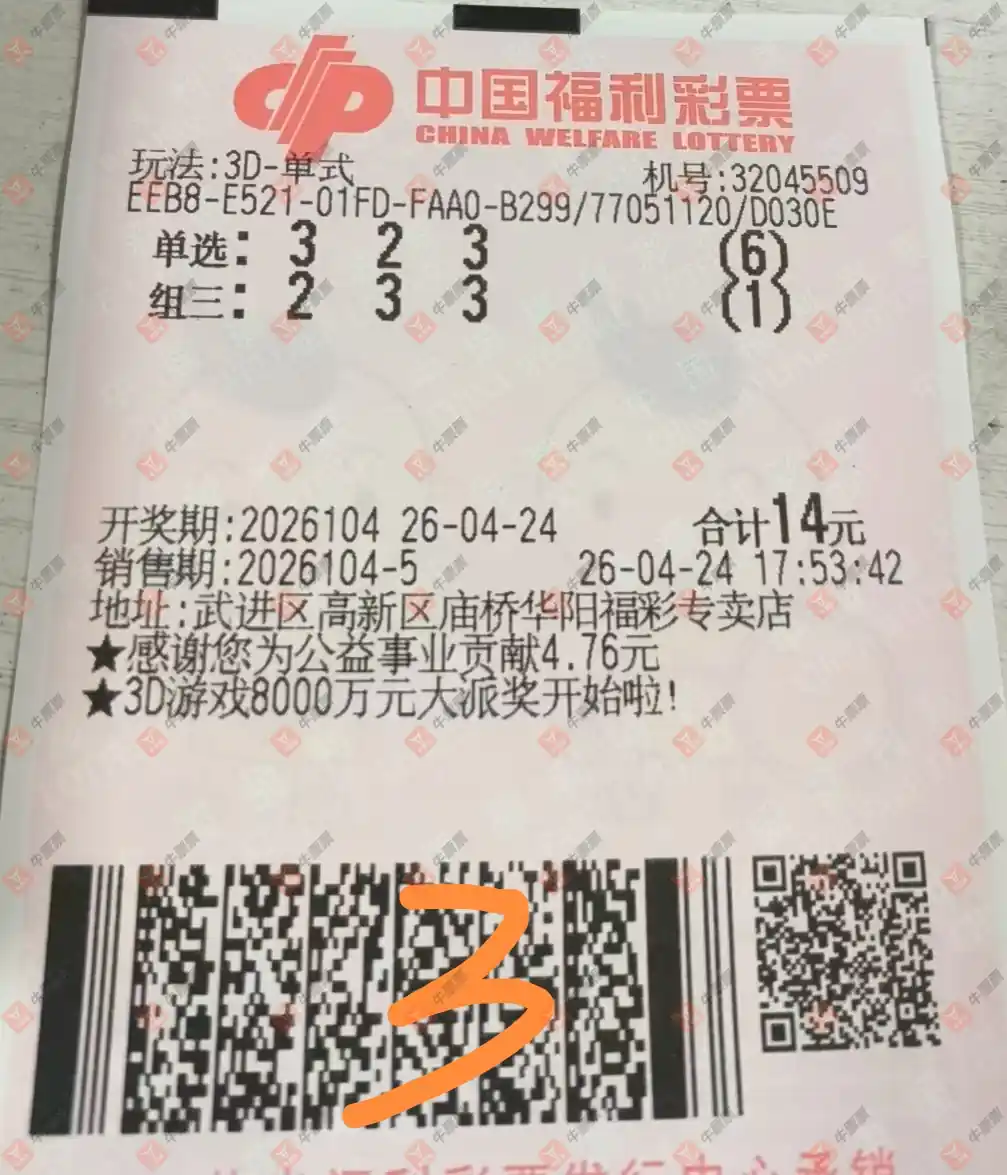 中国福利彩票
CHINA WELFARE LOTTERY
玩法:3D-单式 机号:32045509
EEB8-E521-01FD-FAA0-B299/77051120/D030E
单选: 3 2 3 (6)
组三: 2 3 3 (1)
开奖期:2026104 26-04-24 合计14元
销售期:2026104-5 26-04-24 17:53:42
地址:武进区高新区庙桥华阳福彩专卖店
★感谢您为公益事业贡献4.76元
★3D游戏8000万元大派奖开始啦!
3